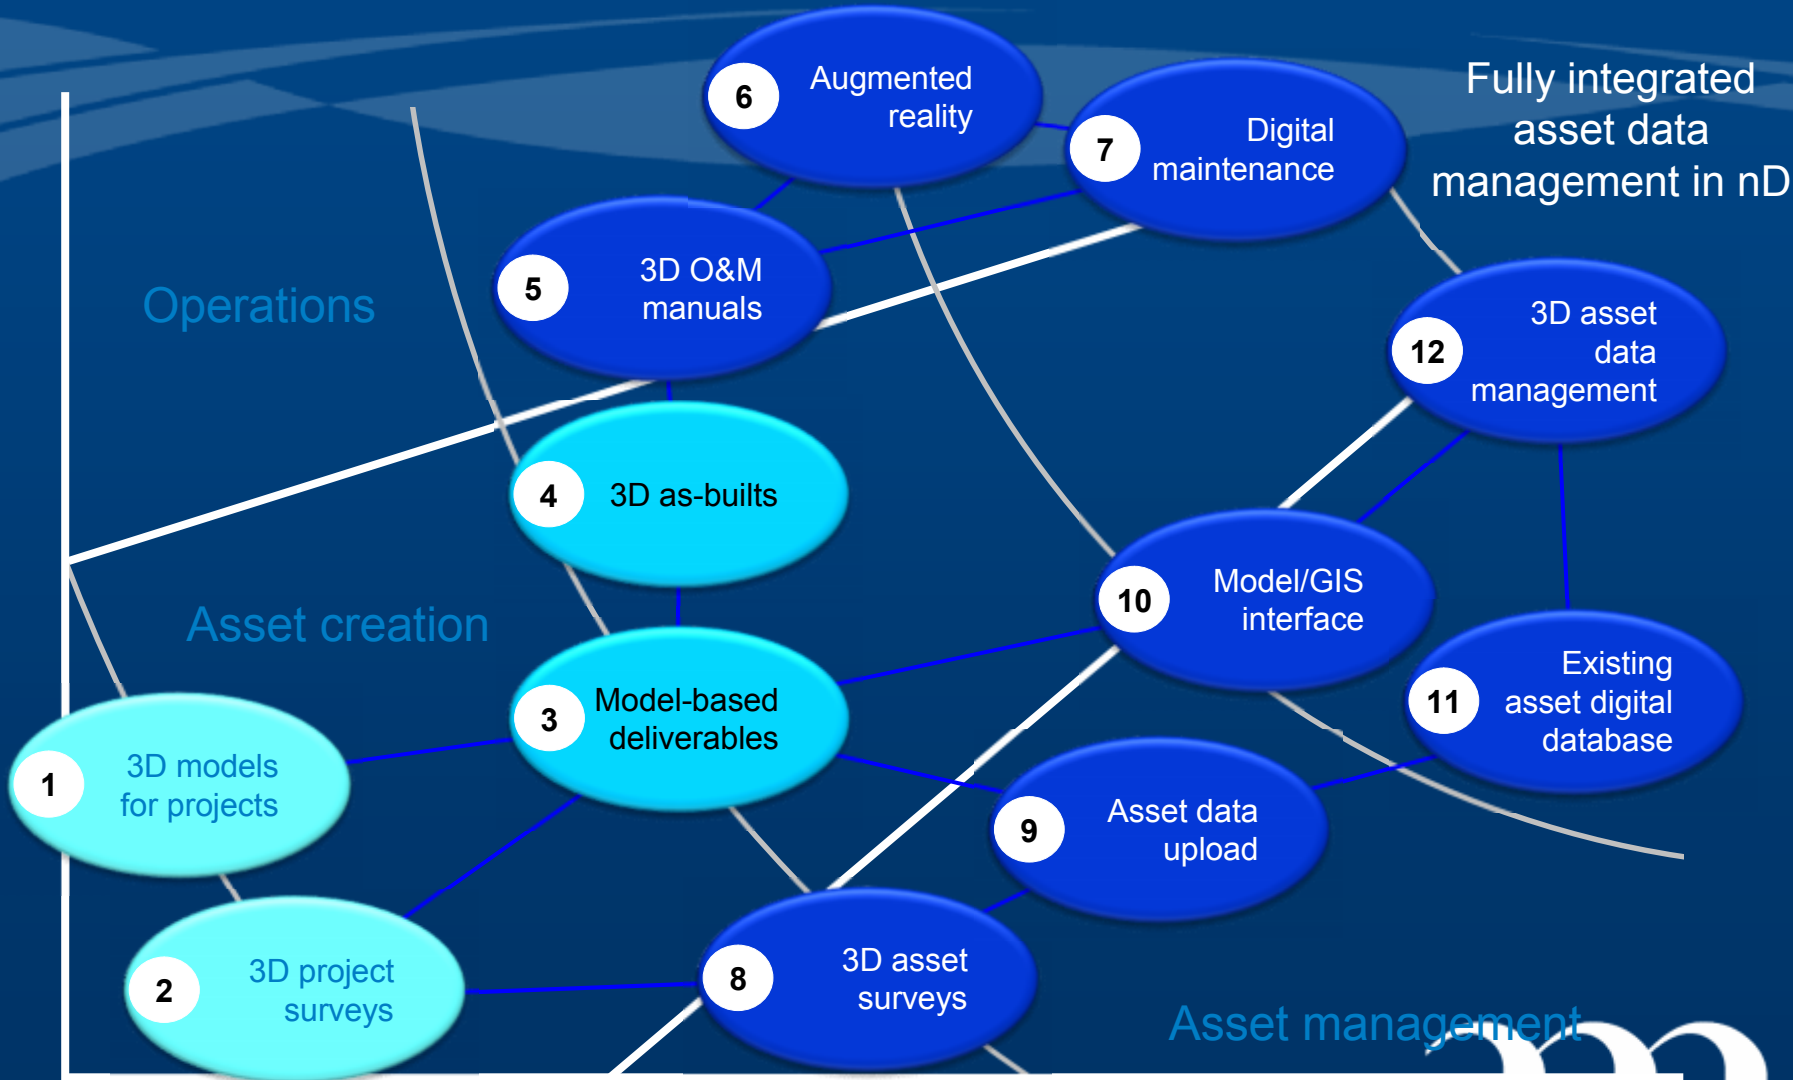 6
Augmented
reality
7
Digital
maintenance
Fully integrated
asset data
management in nD
5
3D O&M
manuals
Operations
12
3D asset
data
management
4
3D as-builts
10
Model/GIS
interface
Asset creation
3
Model-based
deliverables
11
Existing
asset digital
database
1
3D models
for projects
9
Asset data
upload
2
3D project
surveys
8
3D asset
surveys
Asset management